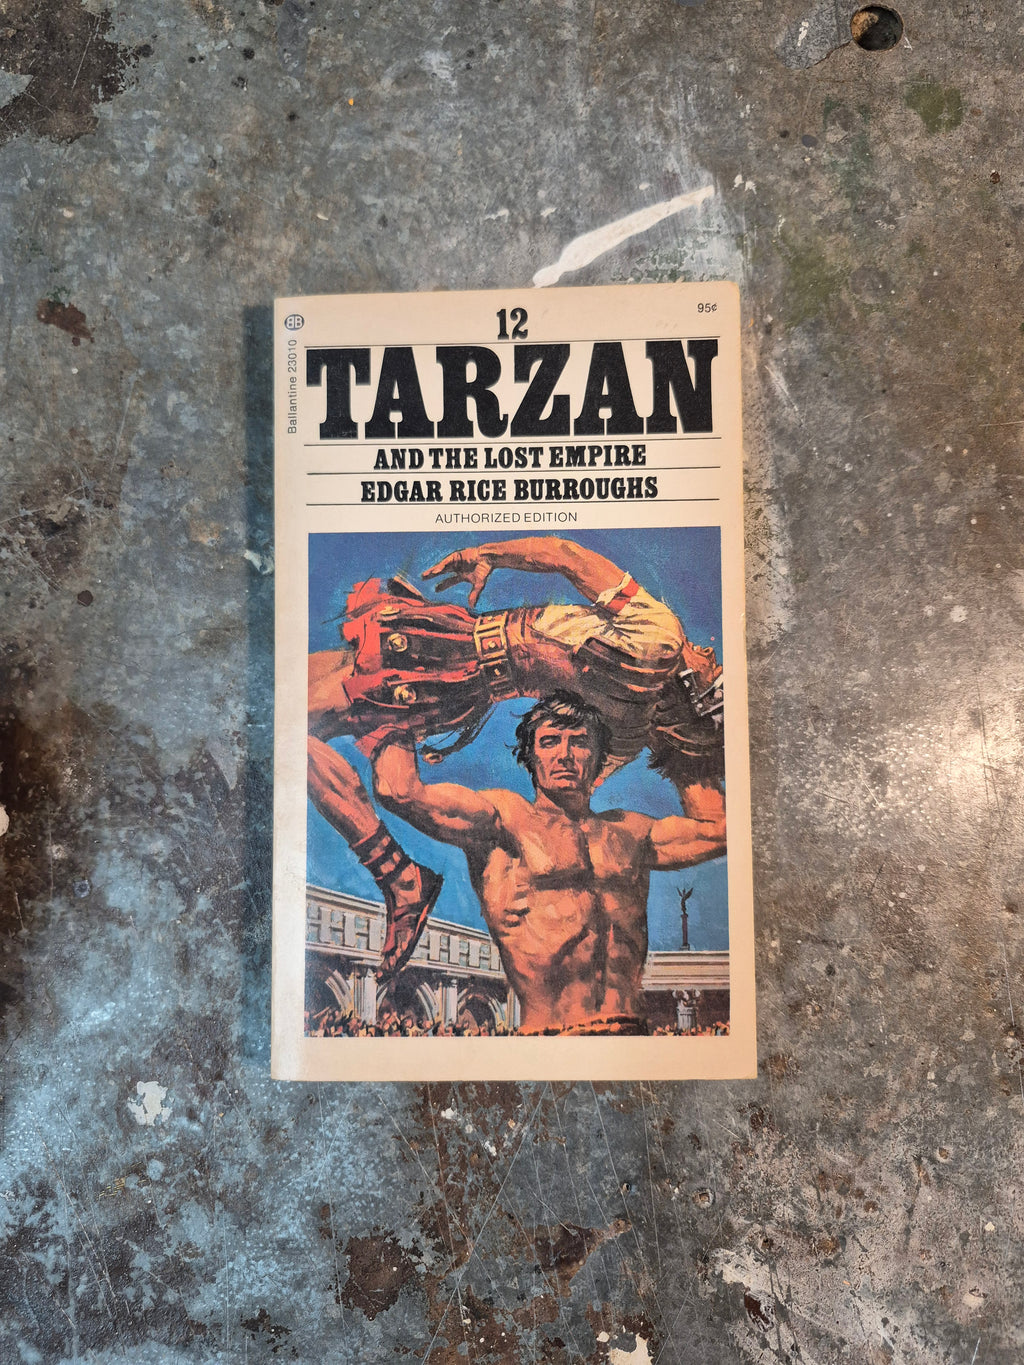 BB
Ballantine 23010
12
95¢
TARZAN
AND THE LOST EMPIRE
EDGAR RICE BURROUGHS
AUTHORIZED EDITION